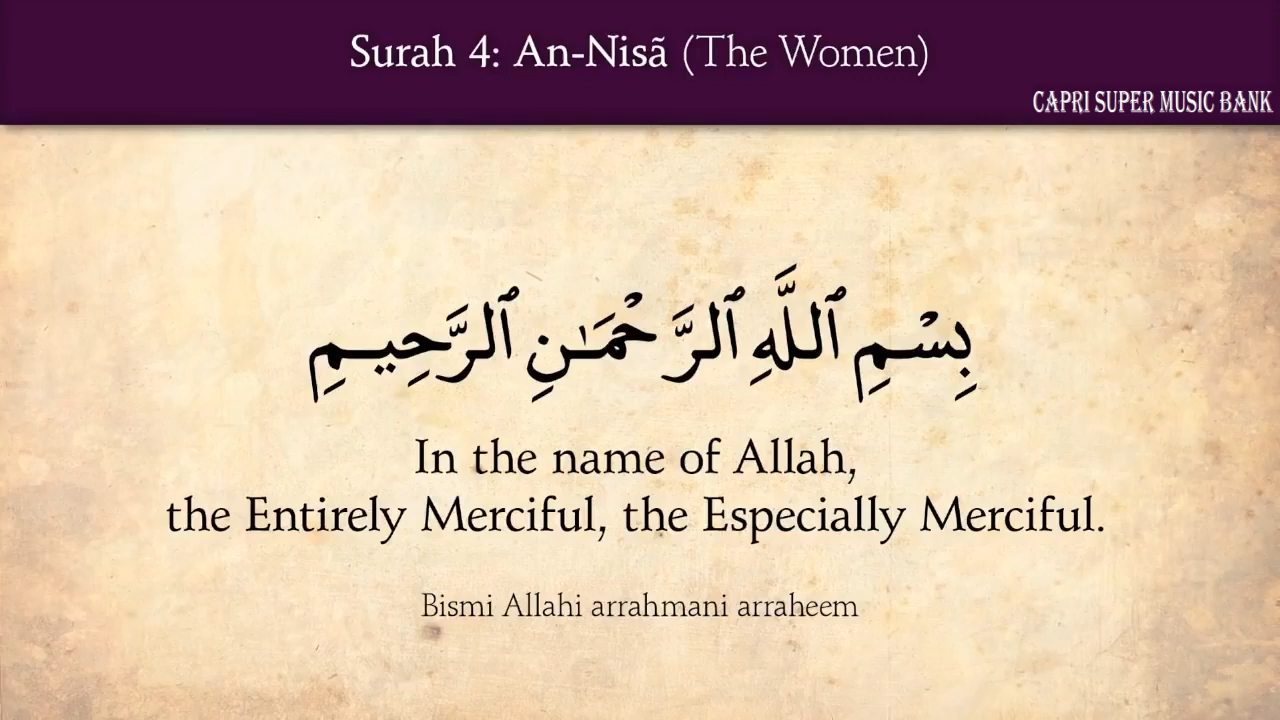 Surah 4: An-Nisã (The Women)
CAPRI SUPER MUSIC BANK
بِسْمِ ٱللَّهِ ٱلرَّحْمَـٰنِ ٱلرَّحِيمِ
In the name of Allah,
the Entirely Merciful, the Especially Merciful.
Bismi Allahi arrahmani arraheem